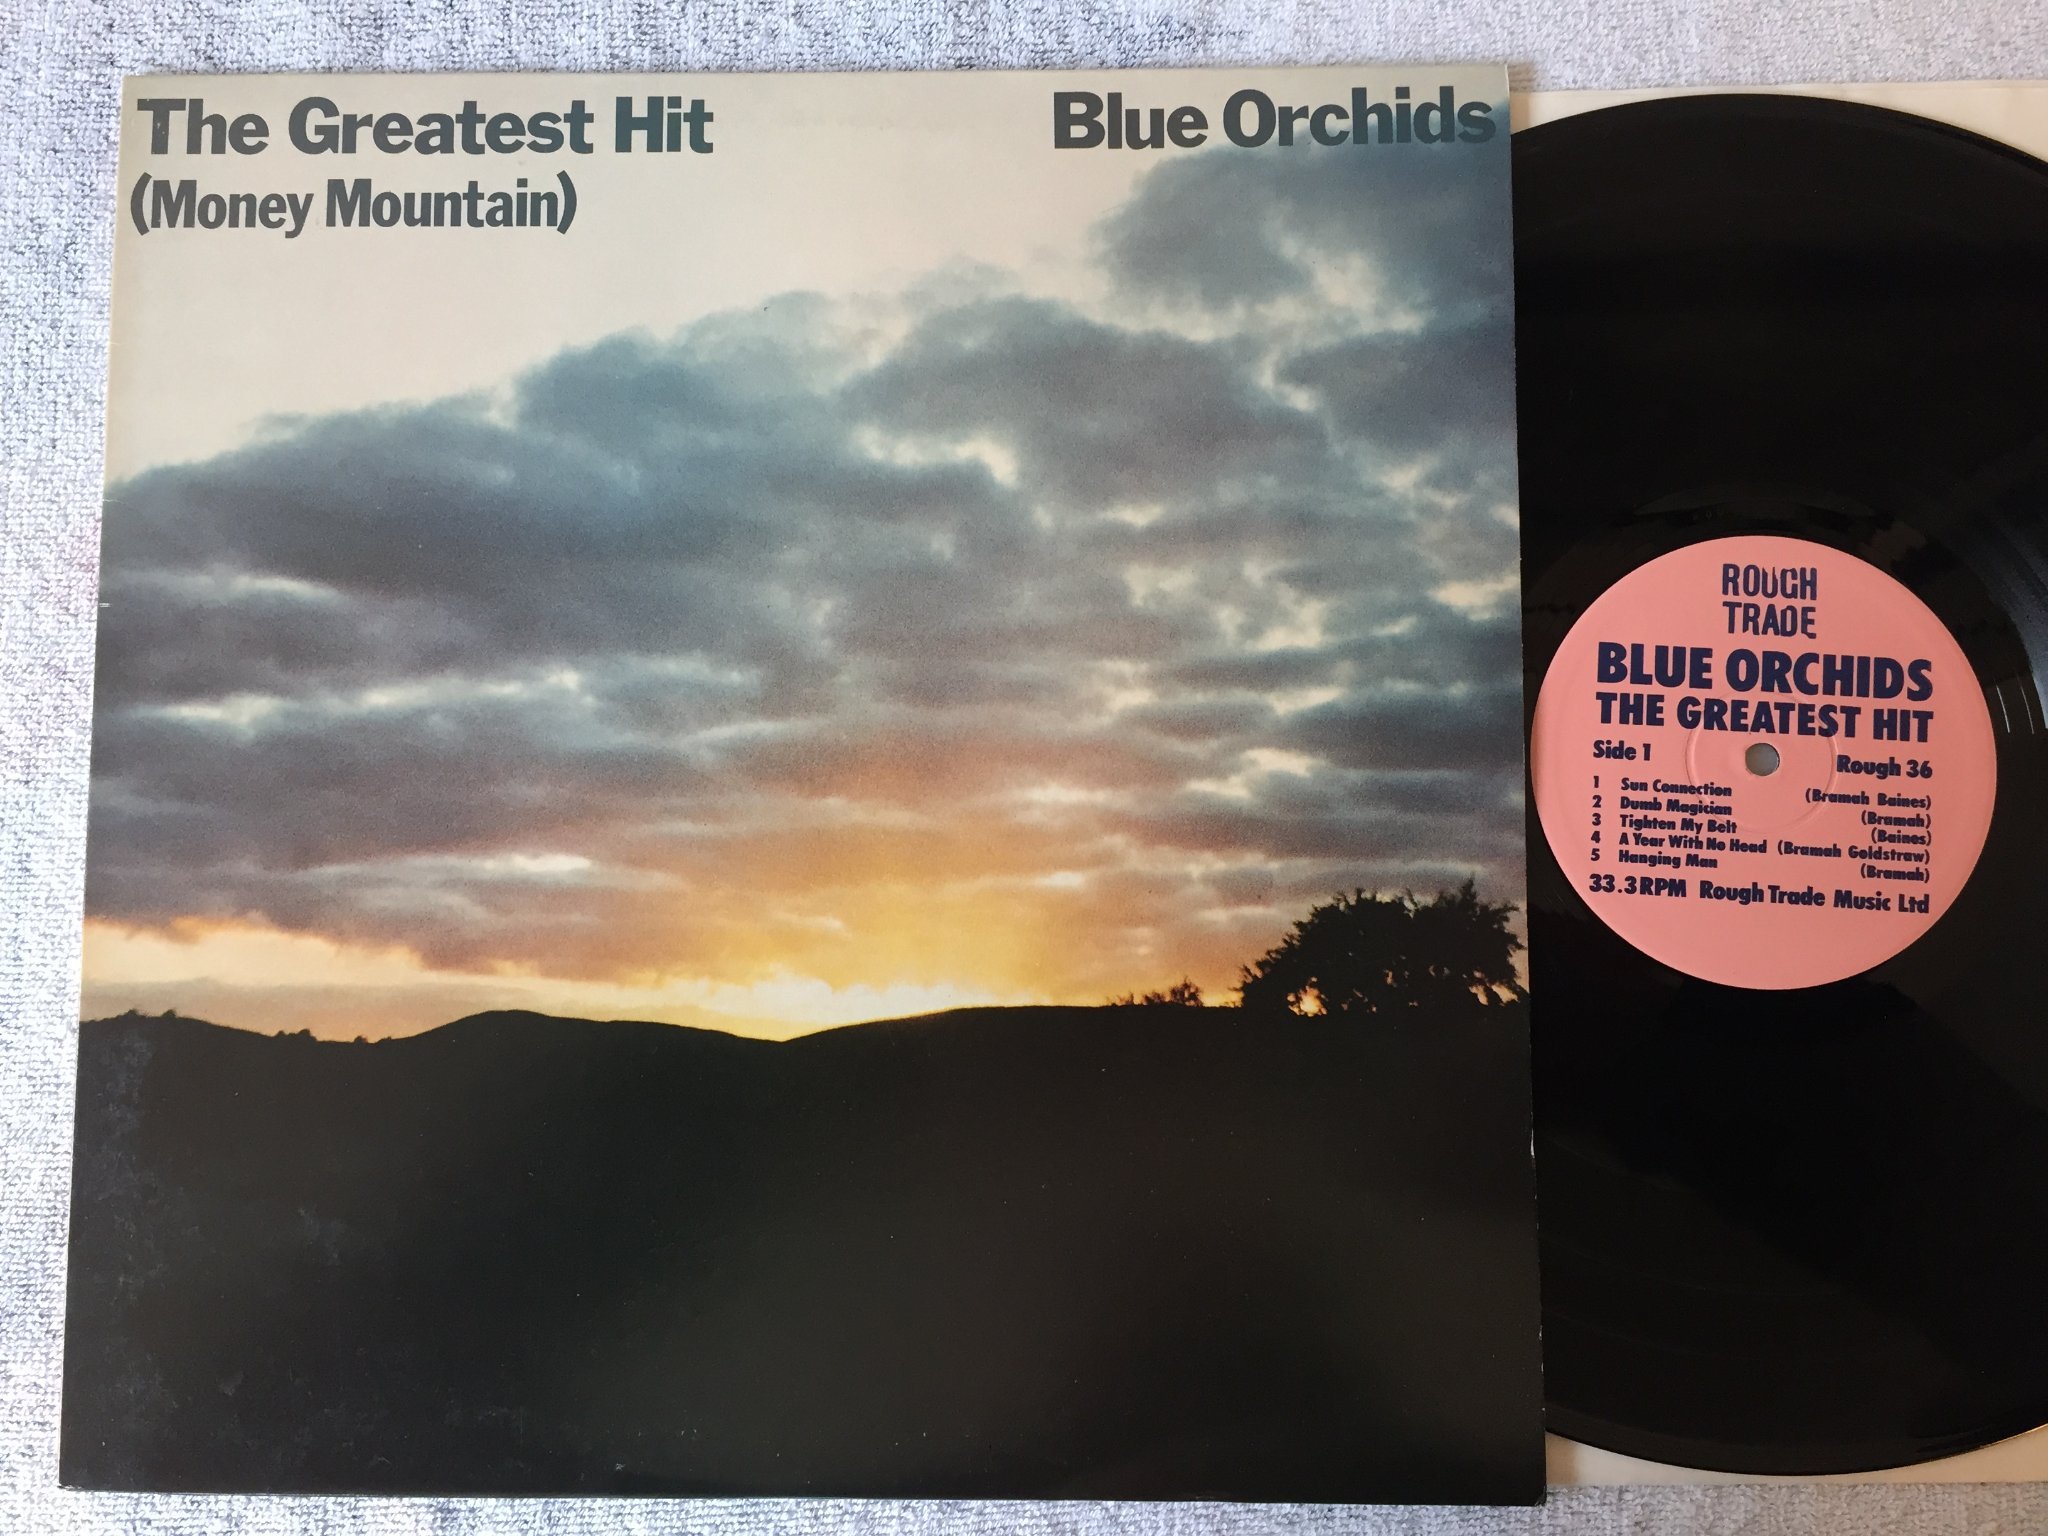 The Greatest Hit
(Money Mountain)
Blue Orchids
ROUGH
TRADE
BLUE ORCHIDS
THE GREATEST HIT
Side 1 Rough 36
1 Sun Connection (Bramah Baines)
2 Dumb Magician (Bramah)
3 Tighten My Belt (Baines)
4 A Year With No Head (Bramah Goldstraw)
5 Hanging Man (Bramah)
33.3RPM Rough Trade Music Ltd